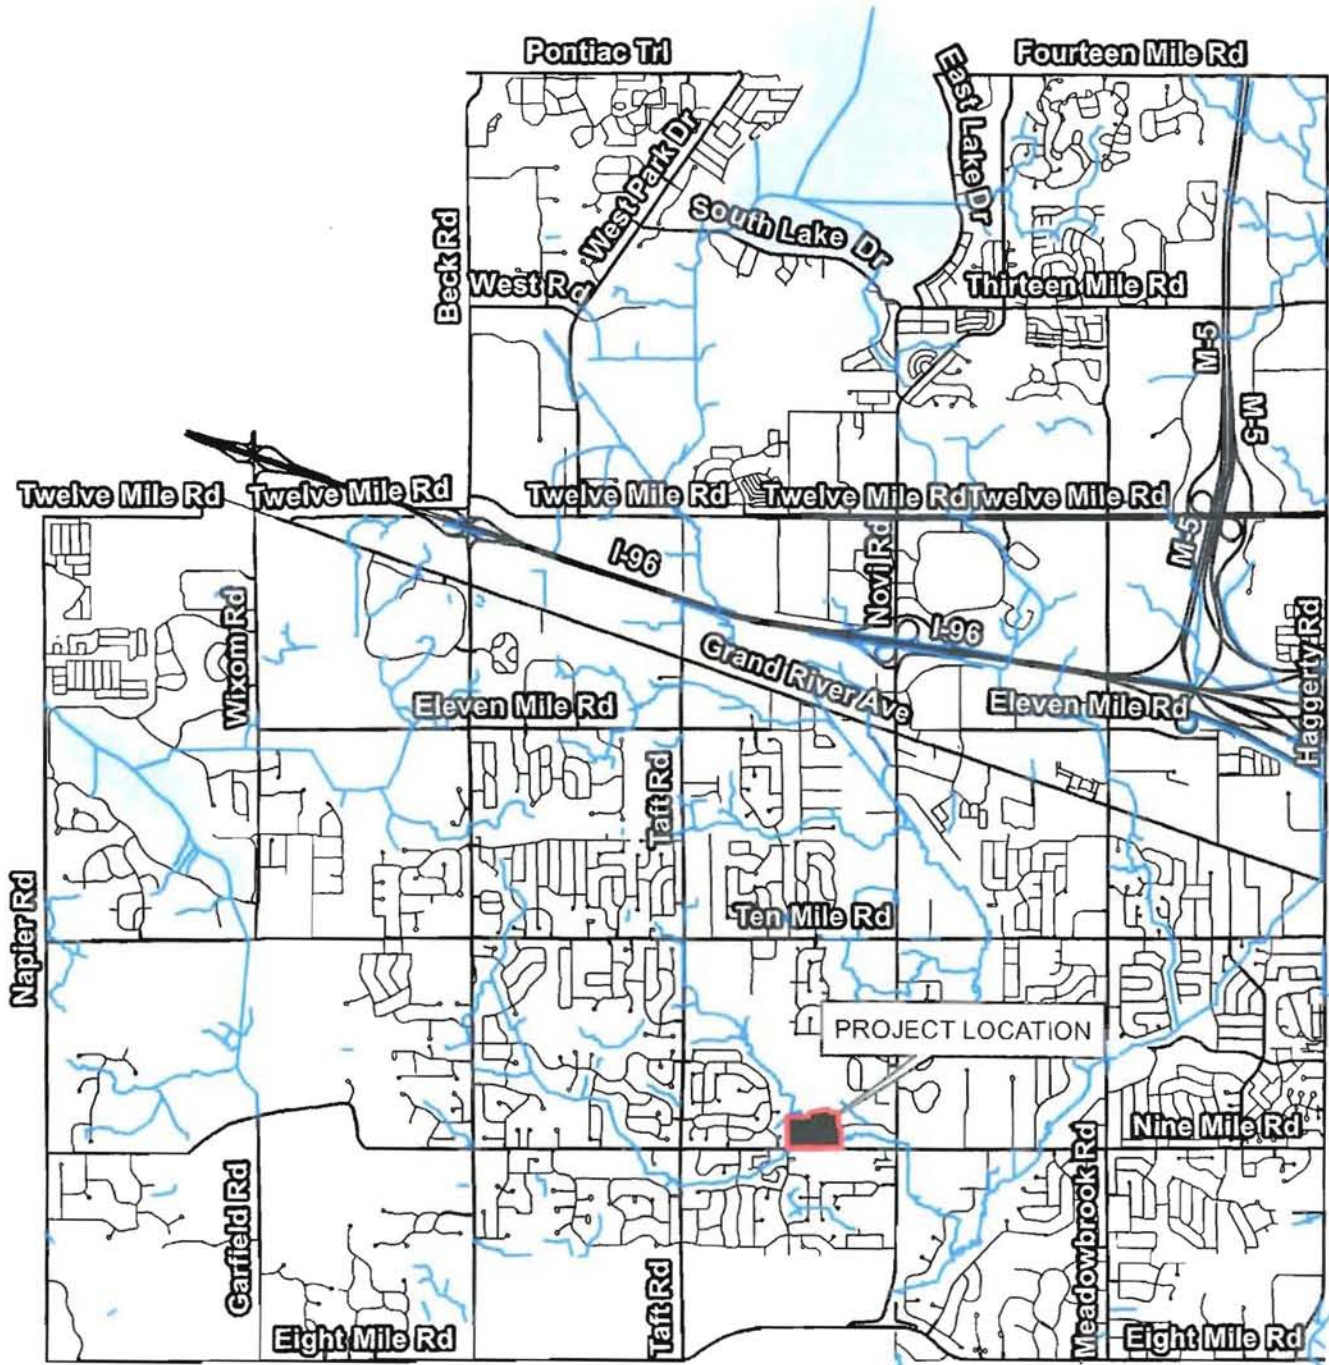 Pontiac Trl
Fourteen Mile Rd
East Lake Dr
West Park Dr
South Lake Dr
Beck Rd
West Rd
Thirteen Mile Rd
M-5
M-5
Twelve Mile Rd
Twelve Mile Rd
Twelve Mile Rd
Twelve Mile Rd
Twelve Mile Rd
M-5
I-96
Novi Rd
I-96
Wixom Rd
Grand River Ave
Haggerty Rd
Eleven Mile Rd
Eleven Mile Rd
Taft Rd
Napier Rd
Ten Mile Rd
PROJECT LOCATION
Nine Mile Rd
Garfield Rd
Taft Rd
Meadowbrook Rd
Eight Mile Rd
Eight Mile Rd